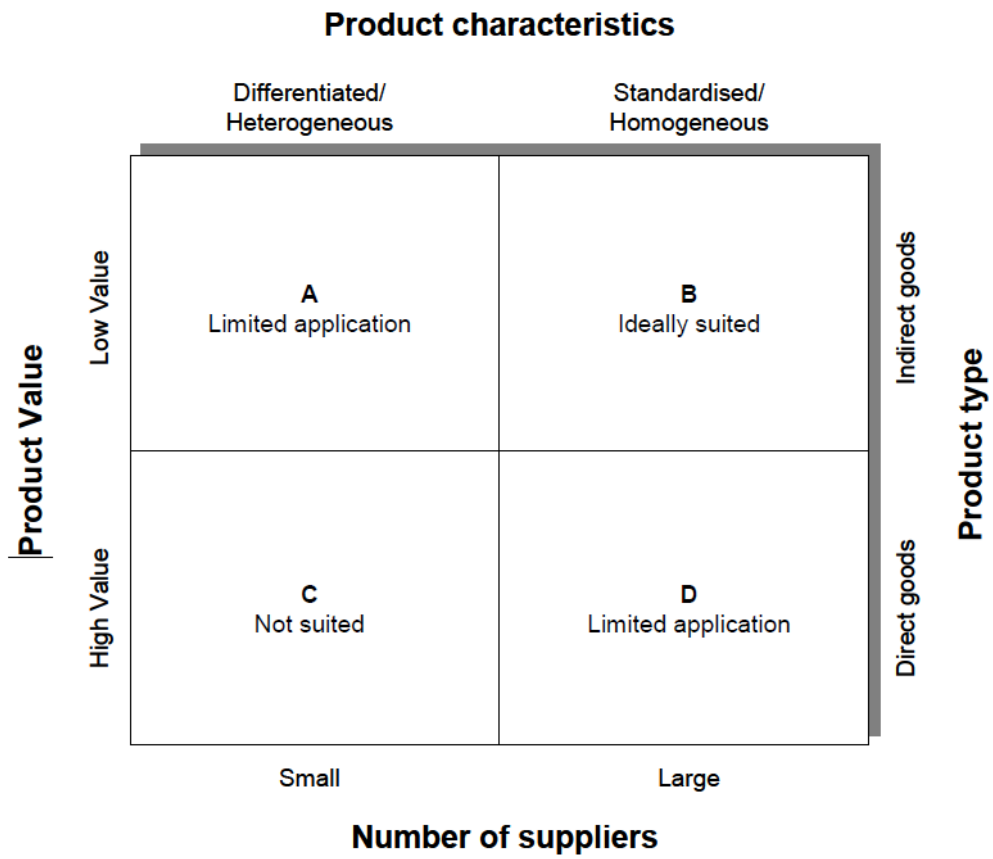 Product characteristics
Differentiated/
Heterogeneous
Standardised/
Homogeneous
Product Value
Low Value
High Value
A
Limited application
B
Ideally suited
C
Not suited
D
Limited application
Indirect goods
Direct goods
Product type
Small
Large
Number of suppliers